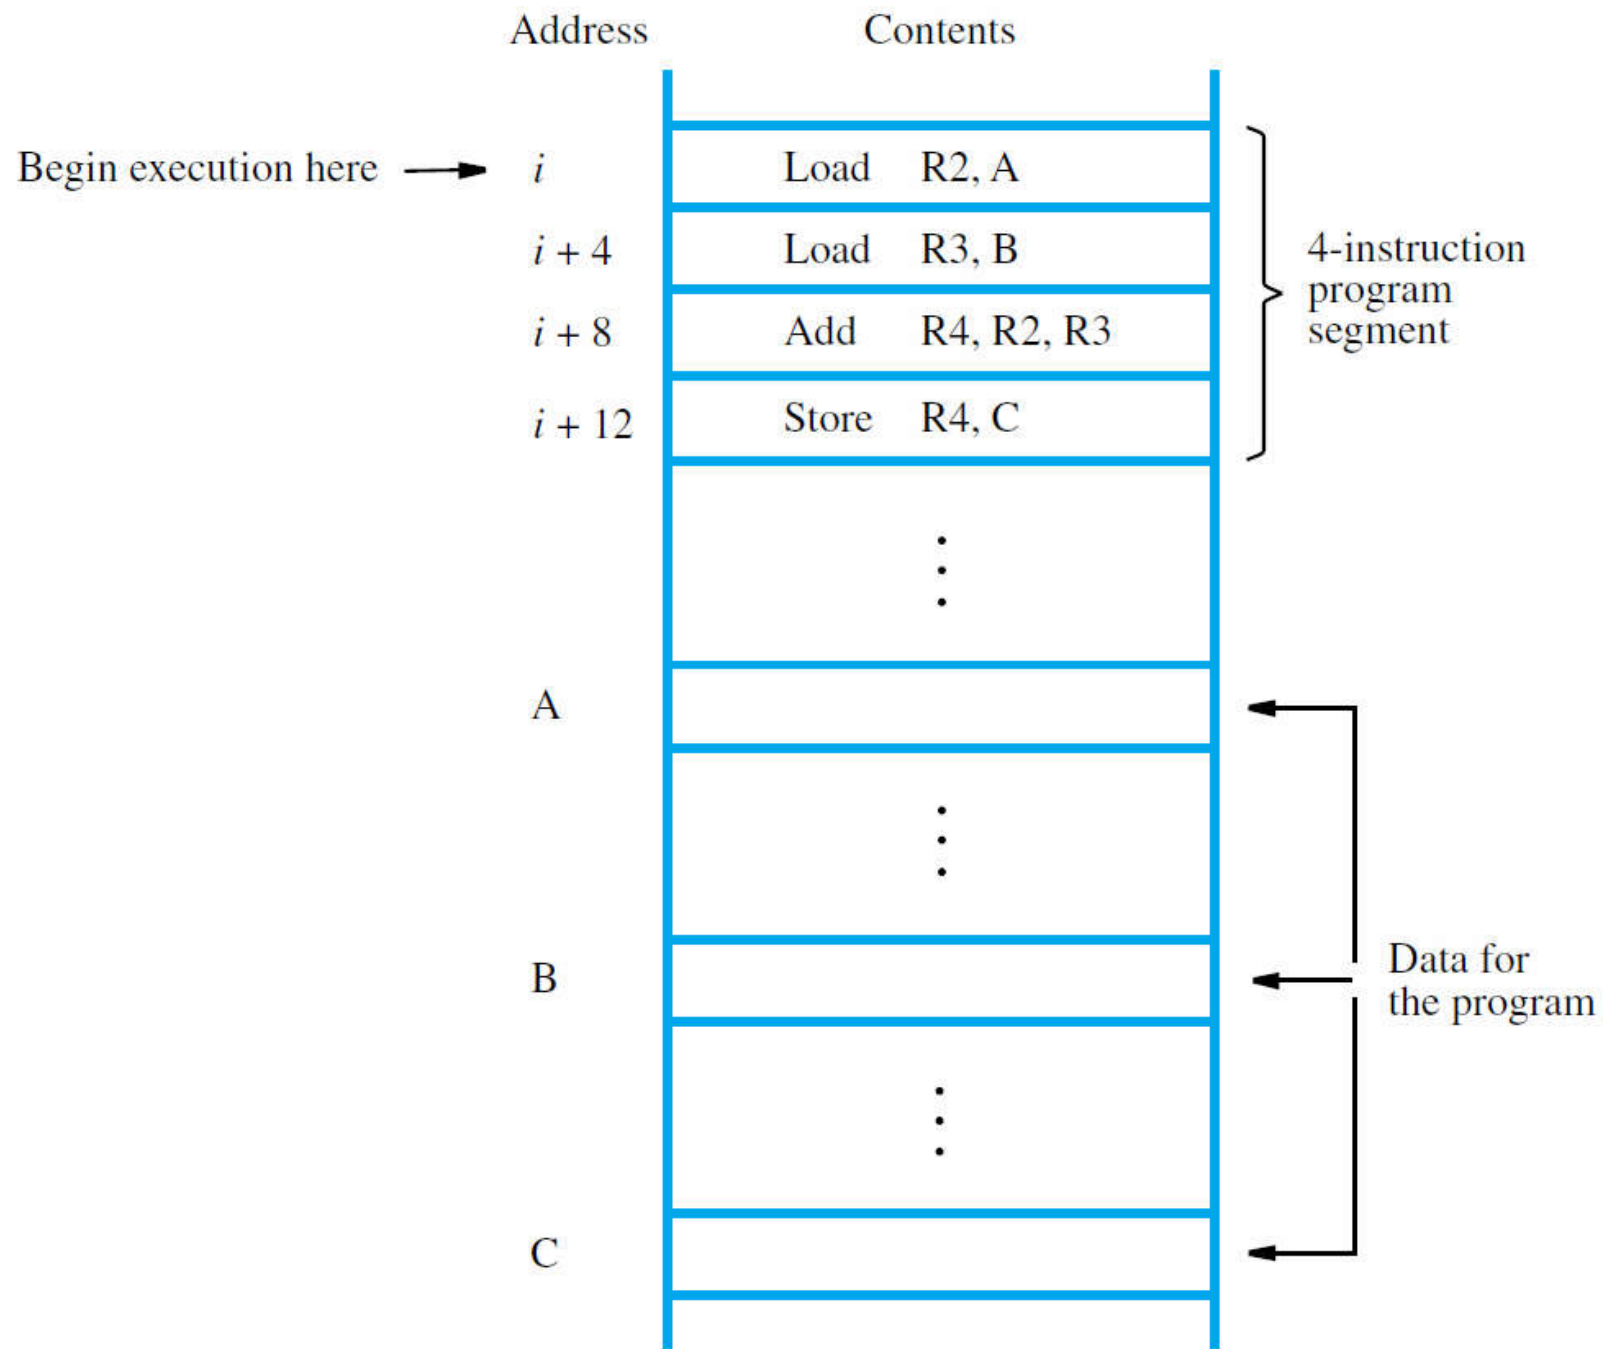 Address Contents
Begin execution here i Load R2, A
i + 4 Load R3, B
i + 8 Add R4, R2, R3
i + 12 Store R4, C
4-instruction
program
segment
A
B
C
Data for
the program